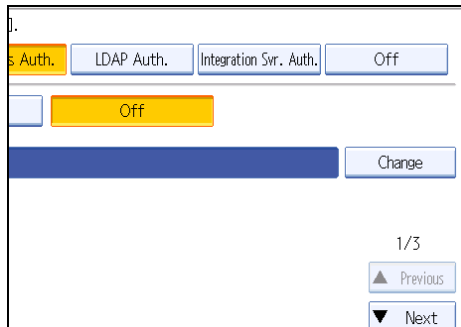 ].
s Auth. LDAP Auth. Integration Svr. Auth. Off
Off
Change
1/3
▲ Previous
▼ Next